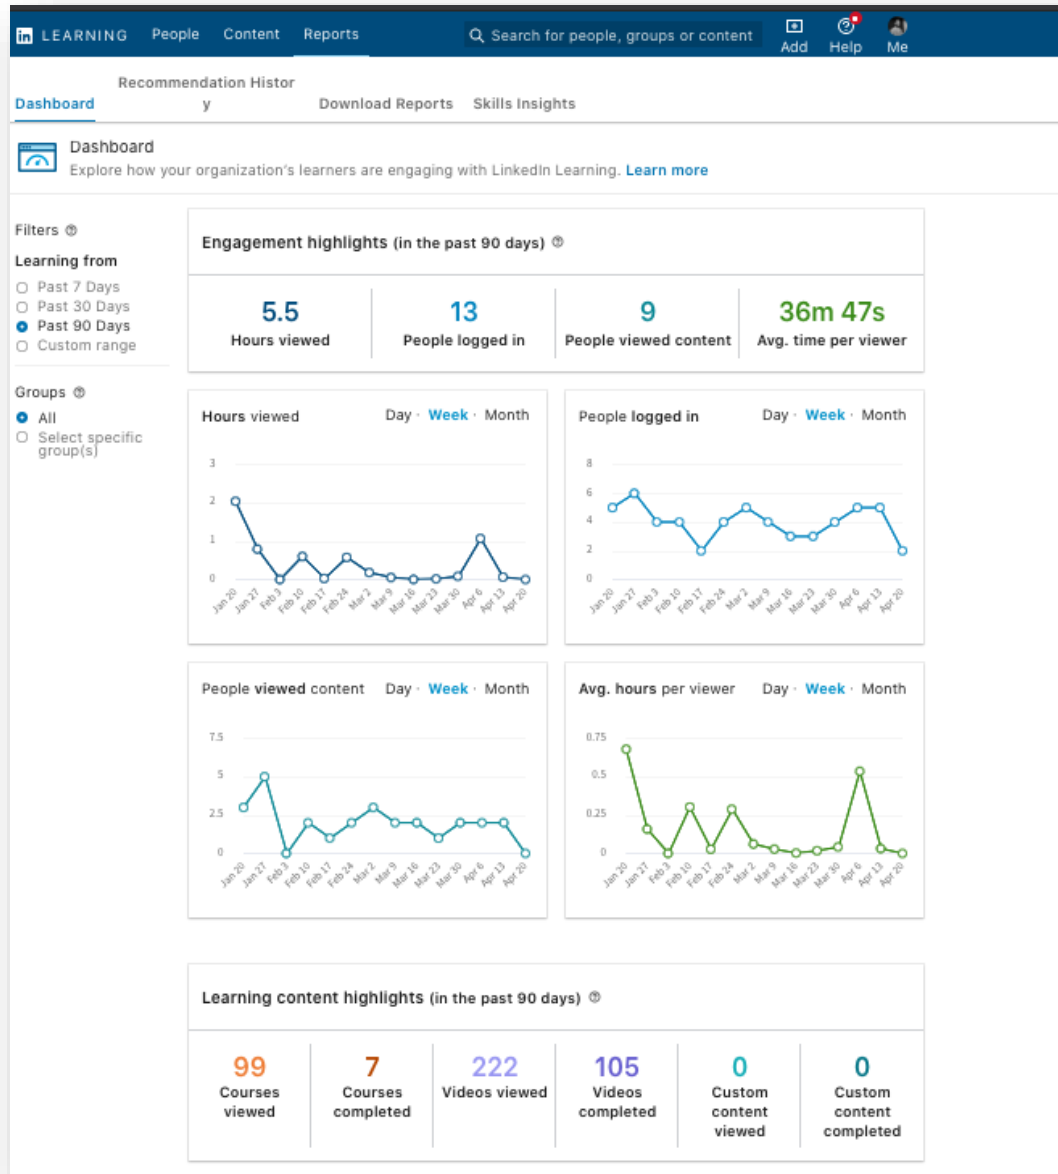 in LEARNING People Content Reports Search for people, groups or content Add Help Me
Recommendation Histor
Dashboard y Download Reports Skills Insights
Dashboard
Explore how your organization's learners are engaging with LinkedIn Learning. Learn more
Filters
Learning from
Past 7 Days
Past 30 Days
Past 90 Days
Custom range
Groups
All
Select specific
group(s)
Engagement highlights (in the past 90 days)
5.5 13 9 36m 47s
Hours viewed People logged in People viewed content Avg. time per viewer
Hours viewed Day · Week · Month
3
2
1
0
Jan 20 Jan 27 Feb 3 Feb 10 Feb 17 Feb 24 Mar 2 Mar 9 Mar 16 Mar 23 Mar 30 Apr 6 Apr 13 Apr 20
People logged in Day · Week · Month
8
6
4
2
0
Jan 20 Jan 27 Feb 3 Feb 10 Feb 17 Feb 24 Mar 2 Mar 9 Mar 16 Mar 23 Mar 30 Apr 6 Apr 13 Apr 20
People viewed content Day · Week · Month
7.5
5
2.5
0
Jan 20 Jan 27 Feb 3 Feb 10 Feb 17 Feb 24 Mar 2 Mar 9 Mar 16 Mar 23 Mar 30 Apr 6 Apr 13 Apr 20
Avg. hours per viewer Day · Week · Month
0.75
0.5
0.25
0
Jan 20 Jan 27 Feb 3 Feb 10 Feb 17 Feb 24 Mar 2 Mar 9 Mar 16 Mar 23 Mar 30 Apr 6 Apr 13 Apr 20
Learning content highlights (in the past 90 days)
99 7 222 105 0 0
Courses Courses Videos viewed Videos Custom Custom
viewed completed completed content content
viewed completed